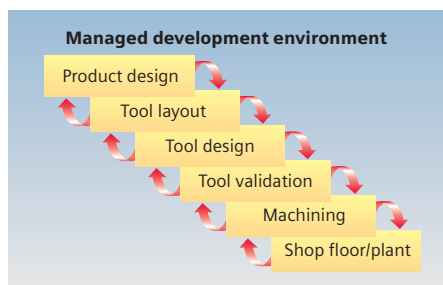 Managed development environment
Product design
Tool layout
Tool design
Tool validation
Machining
Shop floor/plant